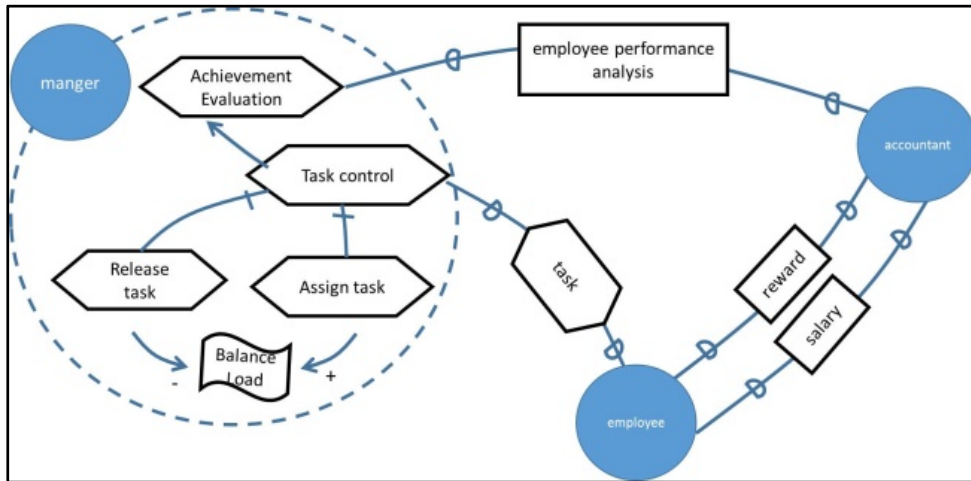 manger
Achievement
Evaluation
employee performance
analysis
accountant
Task control
task
reward
salary
Release
task
Assign task
Balance
Load
-
+
employee